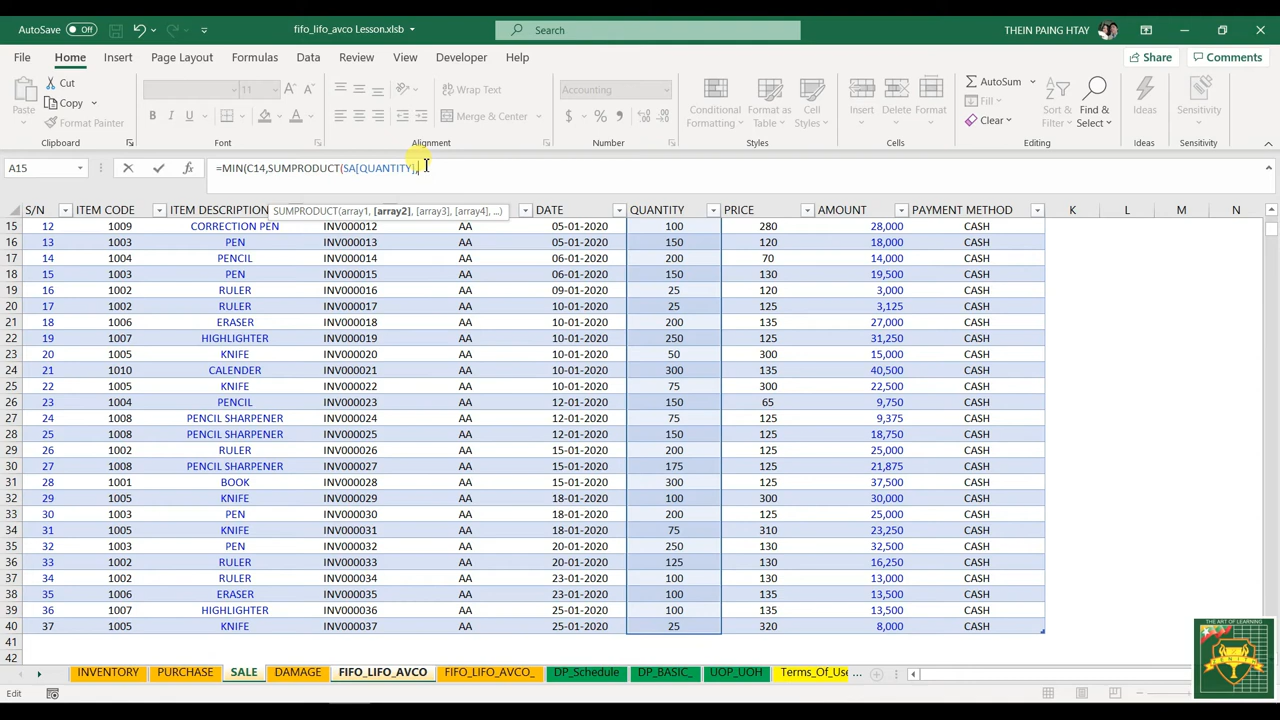 AutoSave Off fifo_lifo_avco Lesson.xlsb Search THEIN PAING HTAY
File Home Insert Page Layout Formulas Data Review View Developer Help Share Comments
Cut
Copy
Format Painter
Paste
Clipboard
11
B I U
Font
Wrap Text
Merge & Center
Alignment
Accounting
$ % 9
Number
Conditional Formatting
Format as Table
Cell Styles
Styles
Insert Delete Format
Cells
AutoSum
Fill
Clear
Sort & Filter
Find & Select
Editing
Ideas
Ideas
Sensitivity
Sensitivity
A15 fx =MIN(C14,SUMPRODUCT(SA[QUANTITY],
SUMPRODUCT(array1, [array2], [array3], [array4], ...)
S/N ITEM CODE ITEM DESCRIPTION DATE QUANTITY PRICE AMOUNT PAYMENT METHOD K L M N
15 12 1009 CORRECTION PEN INV000012 AA 05-01-2020 100 280 28,000 CASH
16 13 1003 PEN INV000013 AA 05-01-2020 150 120 18,000 CASH
17 14 1004 PENCIL INV000014 AA 06-01-2020 200 70 14,000 CASH
18 15 1003 PEN INV000015 AA 06-01-2020 150 130 19,500 CASH
19 16 1002 RULER INV000016 AA 09-01-2020 25 120 3,000 CASH
20 17 1002 RULER INV000017 AA 10-01-2020 25 125 3,125 CASH
21 18 1006 ERASER INV000018 AA 10-01-2020 200 135 27,000 CASH
22 19 1007 HIGHLIGHTER INV000019 AA 10-01-2020 250 125 31,250 CASH
23 20 1005 KNIFE INV000020 AA 10-01-2020 50 300 15,000 CASH
24 21 1010 CALENDER INV000021 AA 10-01-2020 300 135 40,500 CASH
25 22 1005 KNIFE INV000022 AA 10-01-2020 75 300 22,500 CASH
26 23 1004 PENCIL INV000023 AA 12-01-2020 150 65 9,750 CASH
27 24 1008 PENCIL SHARPENER INV000024 AA 12-01-2020 75 125 9,375 CASH
28 25 1008 PENCIL SHARPENER INV000025 AA 12-01-2020 150 125 18,750 CASH
29 26 1002 RULER INV000026 AA 15-01-2020 200 125 25,000 CASH
30 27 1008 PENCIL SHARPENER INV000027 AA 15-01-2020 175 125 21,875 CASH
31 28 1001 BOOK INV000028 AA 15-01-2020 300 125 37,500 CASH
32 29 1005 KNIFE INV000029 AA 18-01-2020 100 300 30,000 CASH
33 30 1003 PEN INV000030 AA 18-01-2020 200 125 25,000 CASH
34 31 1005 KNIFE INV000031 AA 18-01-2020 75 310 23,250 CASH
35 32 1003 PEN INV000032 AA 20-01-2020 250 130 32,500 CASH
36 33 1002 RULER INV000033 AA 20-01-2020 125 130 16,250 CASH
37 34 1002 RULER INV000034 AA 23-01-2020 100 130 13,000 CASH
38 35 1006 ERASER INV000035 AA 23-01-2020 100 135 13,500 CASH
39 36 1007 HIGHLIGHTER INV000036 AA 25-01-2020 100 135 13,500 CASH
40 37 1005 KNIFE INV000037 AA 25-01-2020 25 320 8,000 CASH
41
42
INVENTORY PURCHASE SALE DAMAGE FIFO_LIFO_AVCO FIFO_LIFO_AVCO_ DP_Schedule DP_BASIC_ UOP_UOH Terms_Of_Use ...
Edit
THE ART OF LEARNING
ZENITH